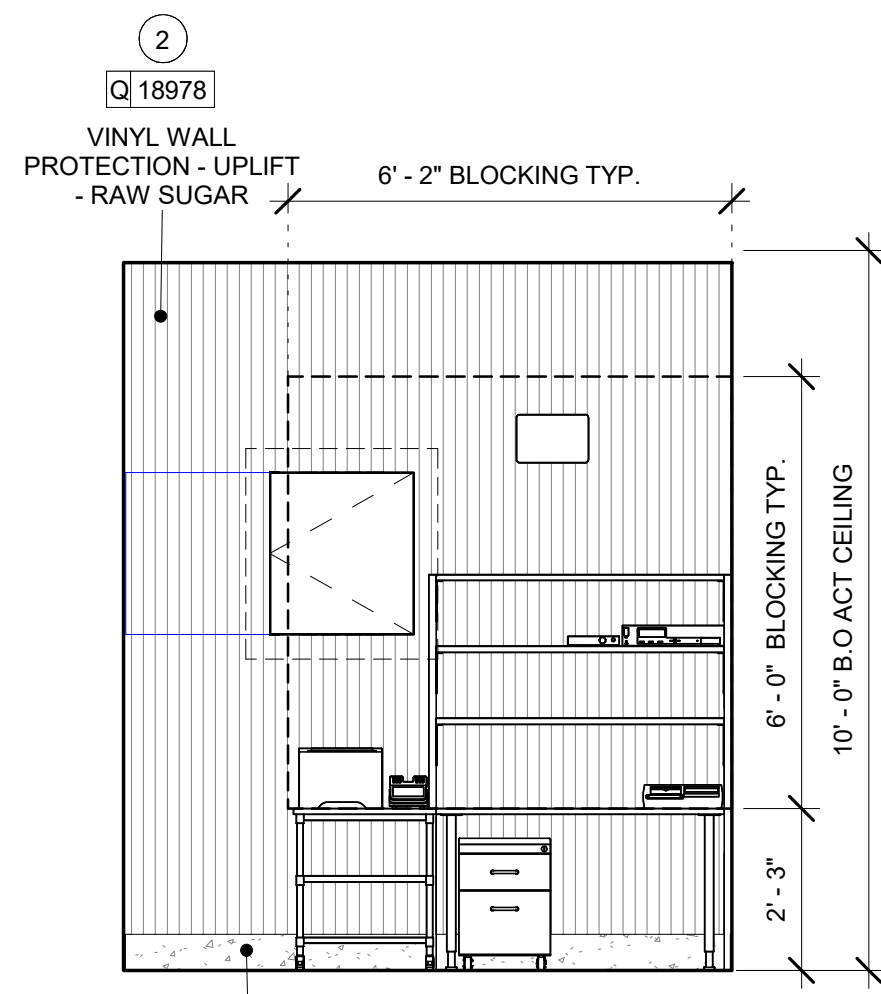 2
Q 18978
VINYL WALL
PROTECTION - UPLIFT
- RAW SUGAR
6' - 2" BLOCKING TYP.
6' - 0" BLOCKING TYP.
10' - 0" B.O ACT CEILING
2' - 3"